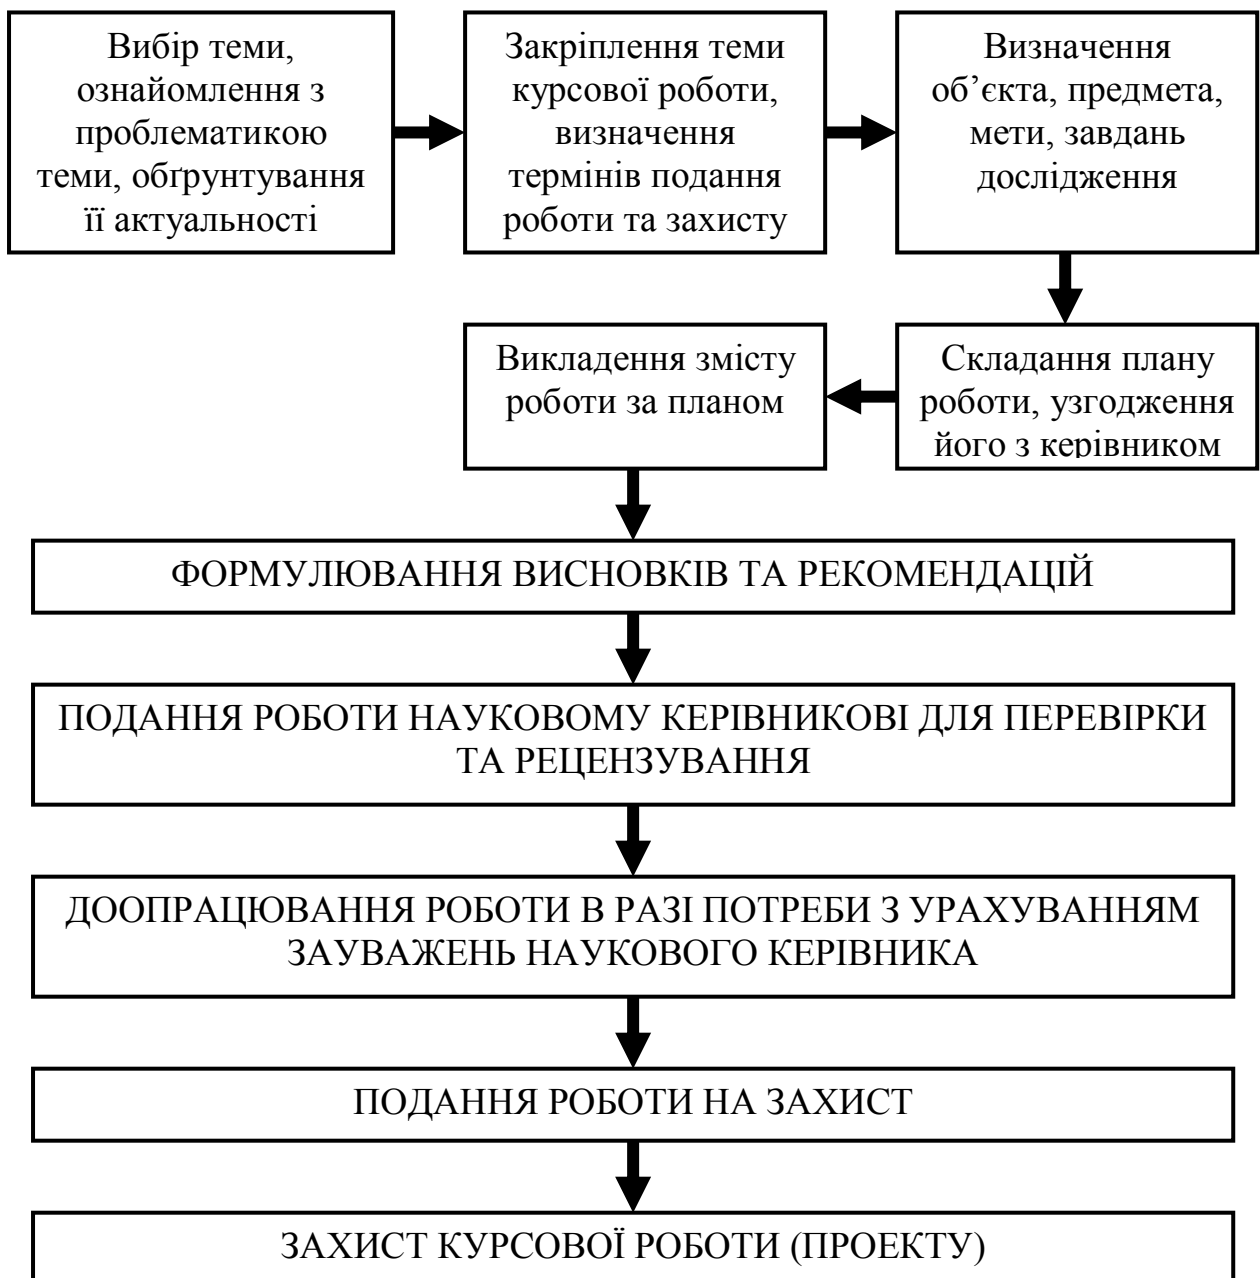 Вибір теми,
ознайомлення з
проблематикою
теми, обґрунтування
її актуальності
Закріплення теми
курсової роботи,
визначення
термінів подання
роботи та захисту
Визначення
об’єкта, предмета,
мети, завдань
дослідження
Складання плану
роботи, узгодження
його з керівником
Викладення змісту
роботи за планом
ФОРМУЛЮВАННЯ ВИСНОВКІВ ТА РЕКОМЕНДАЦІЙ
ПОДАННЯ РОБОТИ НАУКОВОМУ КЕРІВНИКОВІ ДЛЯ ПЕРЕВІРКИ
ТА РЕЦЕНЗУВАННЯ
ДООПРАЦЮВАННЯ РОБОТИ В РАЗІ ПОТРЕБИ З УРАХУВАННЯМ
ЗАУВАЖЕНЬ НАУКОВОГО КЕРІВНИКА
ПОДАННЯ РОБОТИ НА ЗАХИСТ
ЗАХИСТ КУРСОВОЇ РОБОТИ (ПРОЕКТУ)